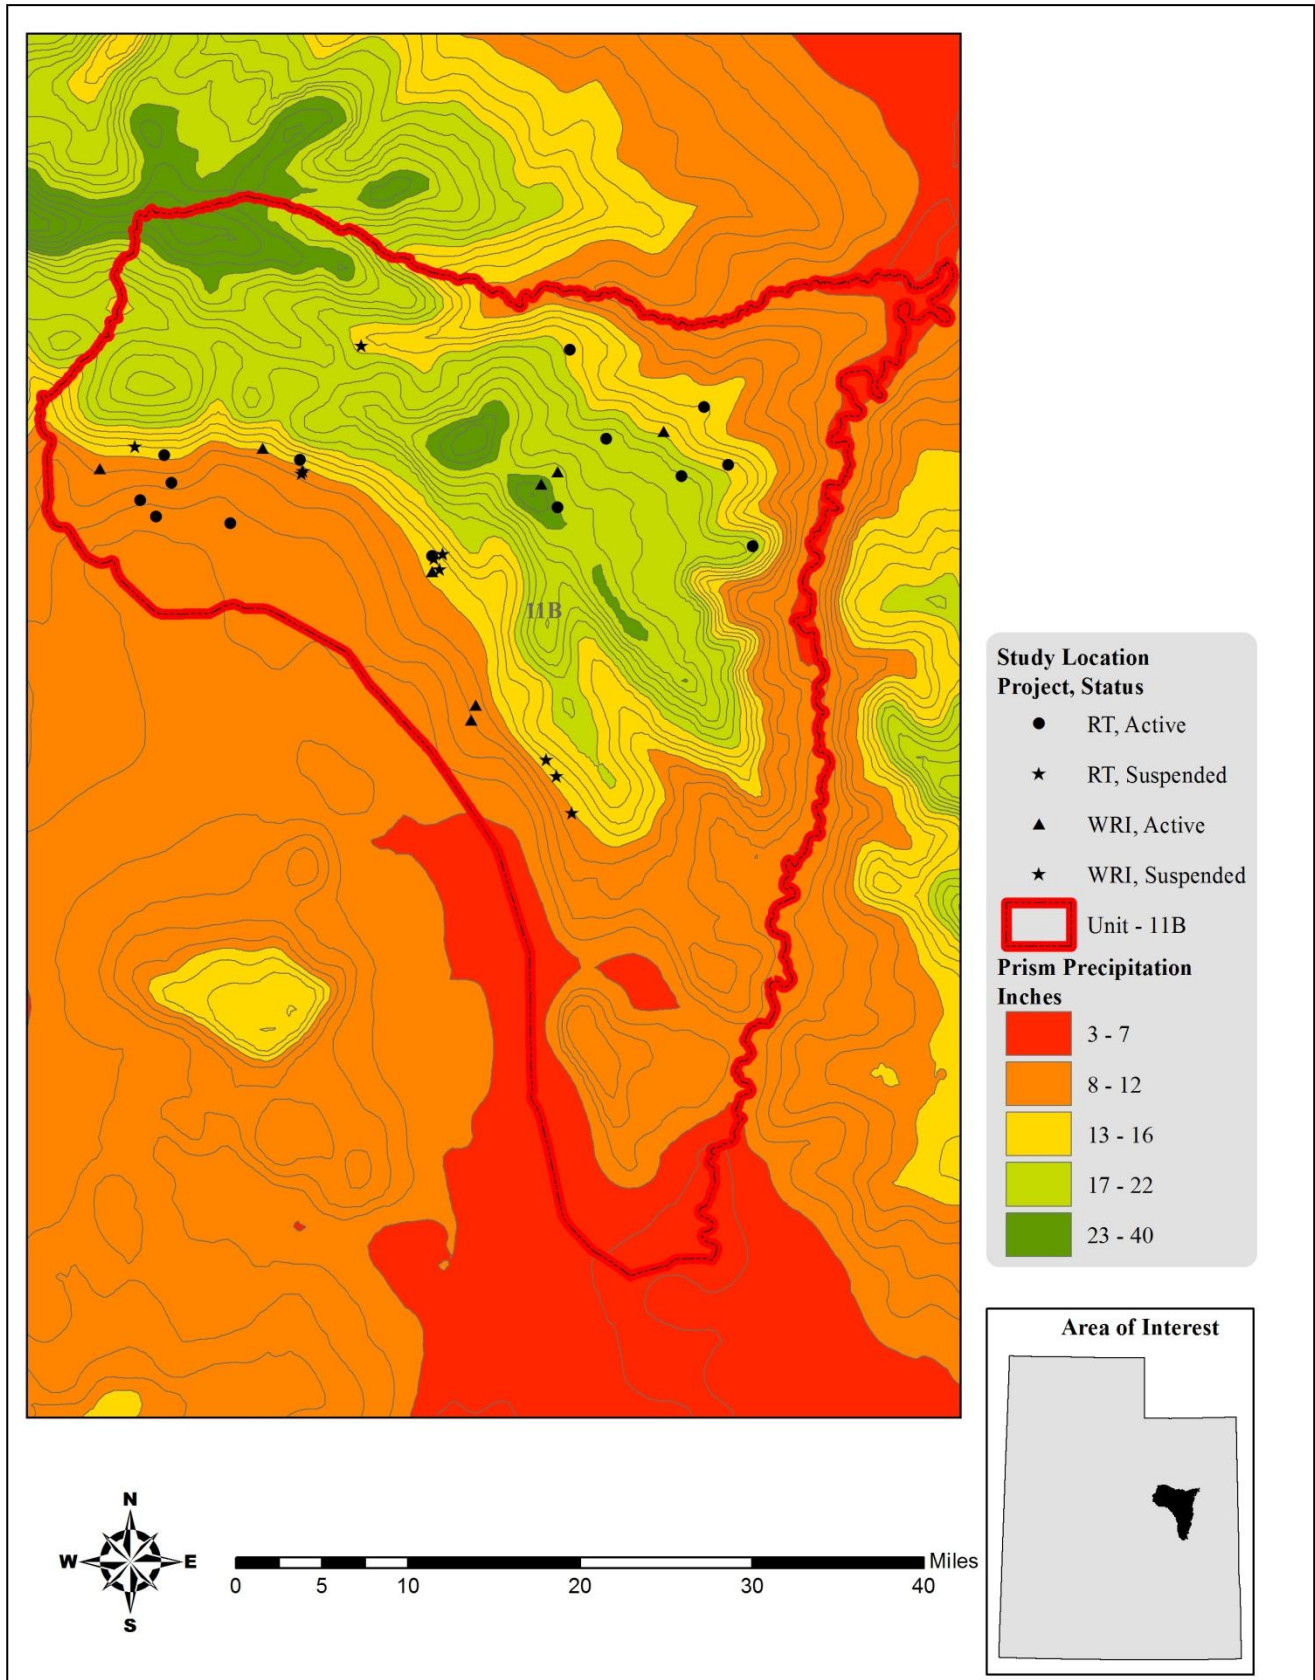 11B
Study Location
Project, Status
RT, Active
RT, Suspended
WRI, Active
WRI, Suspended
Unit - 11B
Prism Precipitation
Inches
3 - 7
8 - 12
13 - 16
17 - 22
23 - 40
Area of Interest
N
W E
S
Miles
0 5 10 20 30 40